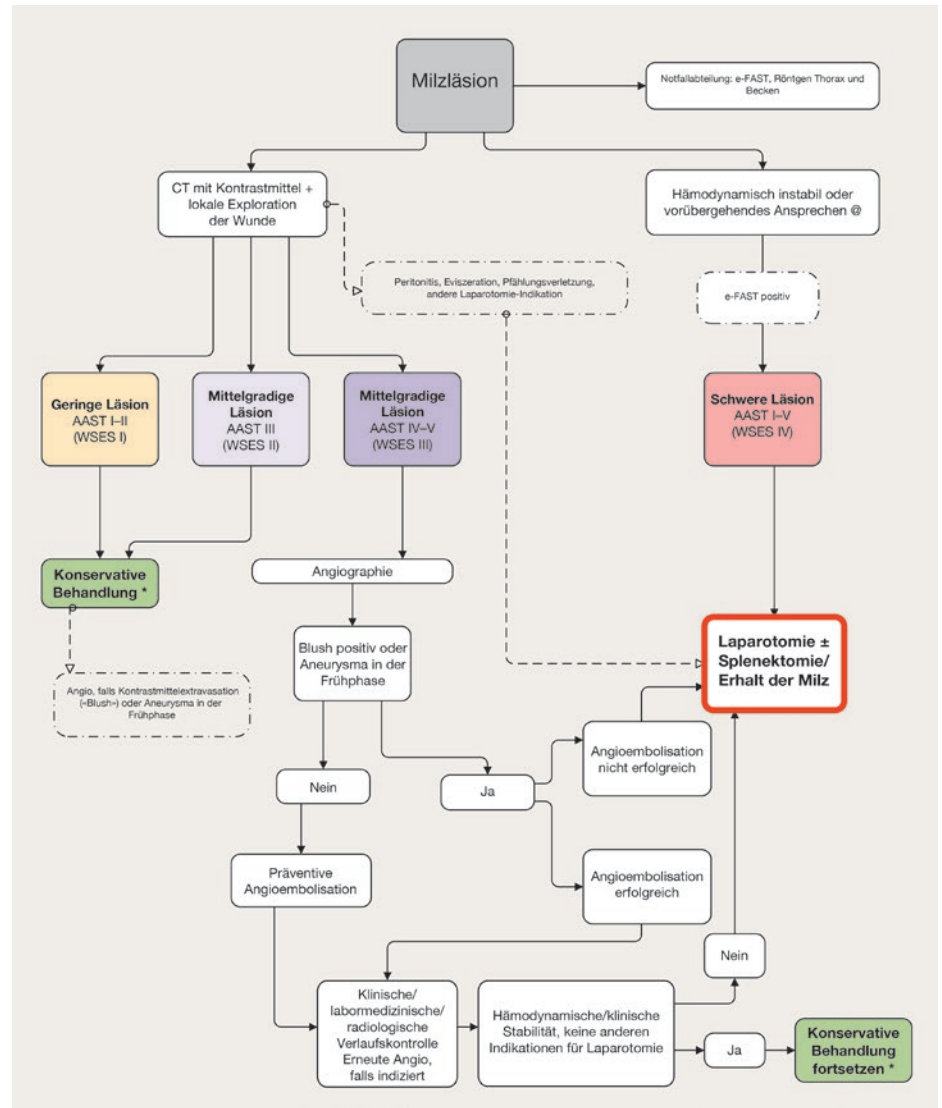 Milzläsion
Notfallabteilung: e-FAST, Röntgen Thorax und
Becken
CT mit Kontrastmittel +
lokale Exploration
der Wunde
Hämodynamisch instabil oder
vorübergehendes Ansprechen @
Peritonitis, Eviszeration, Pfählungsverletzung,
andere Laparotomie-Indikation
e-FAST positiv
Geringe Läsion
AAST I–II
(WSES I)
Mittelgradige
Läsion
AAST III
(WSES II)
Mittelgradige
Läsion
AAST IV–V
(WSES III)
Schwere Läsion
AAST I–V
(WSES IV)
Konservative
Behandlung *
Angiographie
Blush positiv oder
Aneurysma in der
Frühphase
Laparotomie ±
Splenektomie/
Erhalt der Milz
Angio, falls Kontrastmittelextravasation
(«Blush») oder Aneurysma in der
Frühphase
Nein
Ja
Angioembolisation
nicht erfolgreich
Präventive
Angioembolisation
Angioembolisation
erfolgreich
Nein
Klinische/
labormedizinische/
radiologische
Verlaufskontrolle
Erneute Angio,
falls indiziert
Hämodynamische/klinische
Stabilität, keine anderen
Indikationen für Laparotomie
Ja
Konservative
Behandlung
fortsetzen *